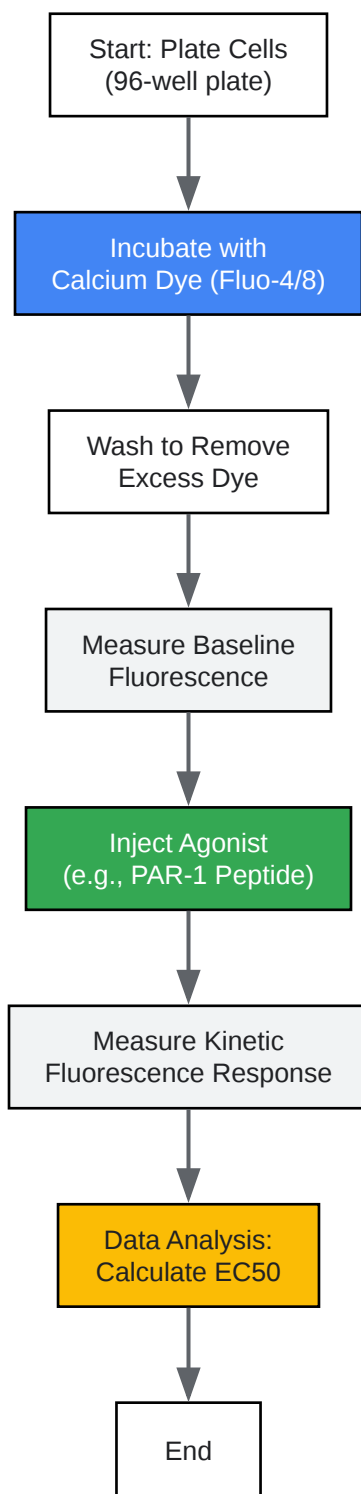 Start: Plate Cells
(96-well plate)
Incubate with
Calcium Dye (Fluo-4/8)
Wash to Remove
Excess Dye
Measure Baseline
Fluorescence
Inject Agonist
(e.g., PAR-1 Peptide)
Measure Kinetic
Fluorescence Response
Data Analysis:
Calculate EC50
End